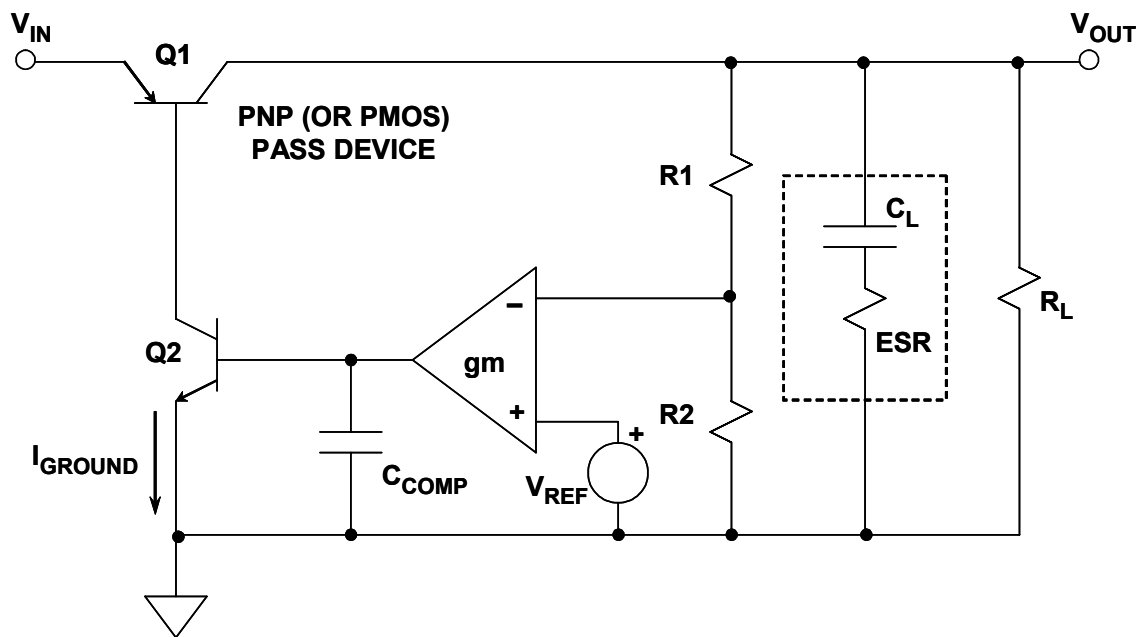 V_IN
Q1
V_OUT
PNP (OR PMOS)
PASS DEVICE
R1
C_L
–
R_L
gm
ESR
Q2
+
R2
+
I_GROUND
C_COMP
V_REF